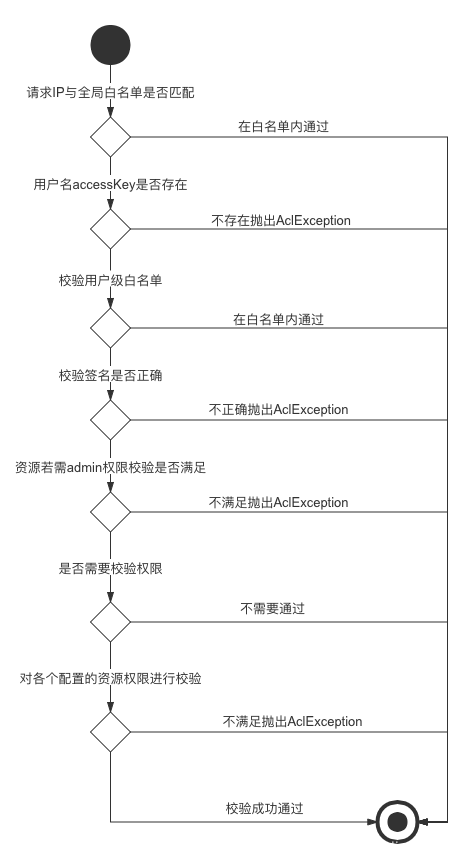 请求IP与全局白名单是否匹配
在白名单内通过
用户名accessKey是否存在
不存在抛出AclException
校验用户级白名单
在白名单内通过
校验签名是否正确
不正确抛出AclException
资源若需admin权限校验是否满足
不满足抛出AclException
是否需要校验权限
不需要通过
对各个配置的资源权限进行校验
不满足抛出AclException
校验成功通过